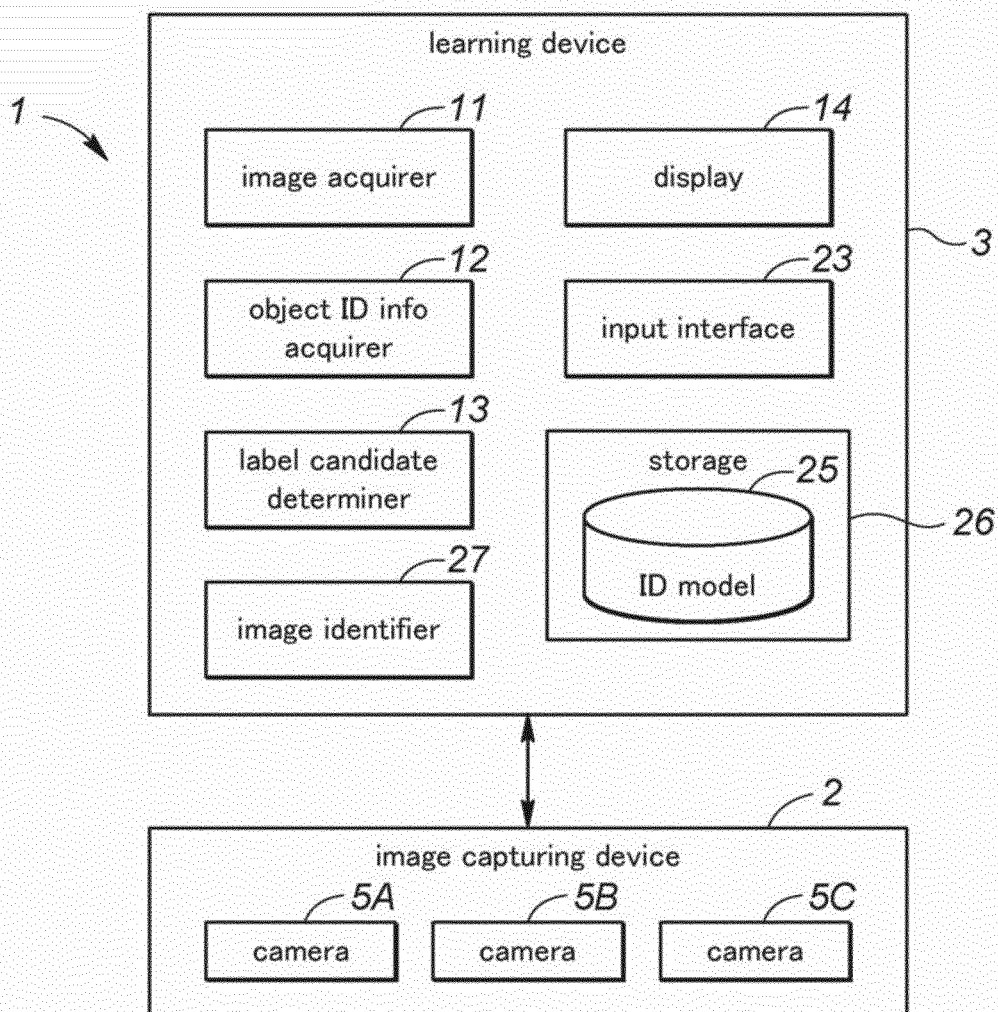 learning device
1
11
14
image acquirer
display
3
12
23
object ID info
acquirer
input interface
13
label candidate
determiner
storage
25
26
ID model
27
image identifier
2
image capturing device
5A
5B
5C
camera
camera
camera